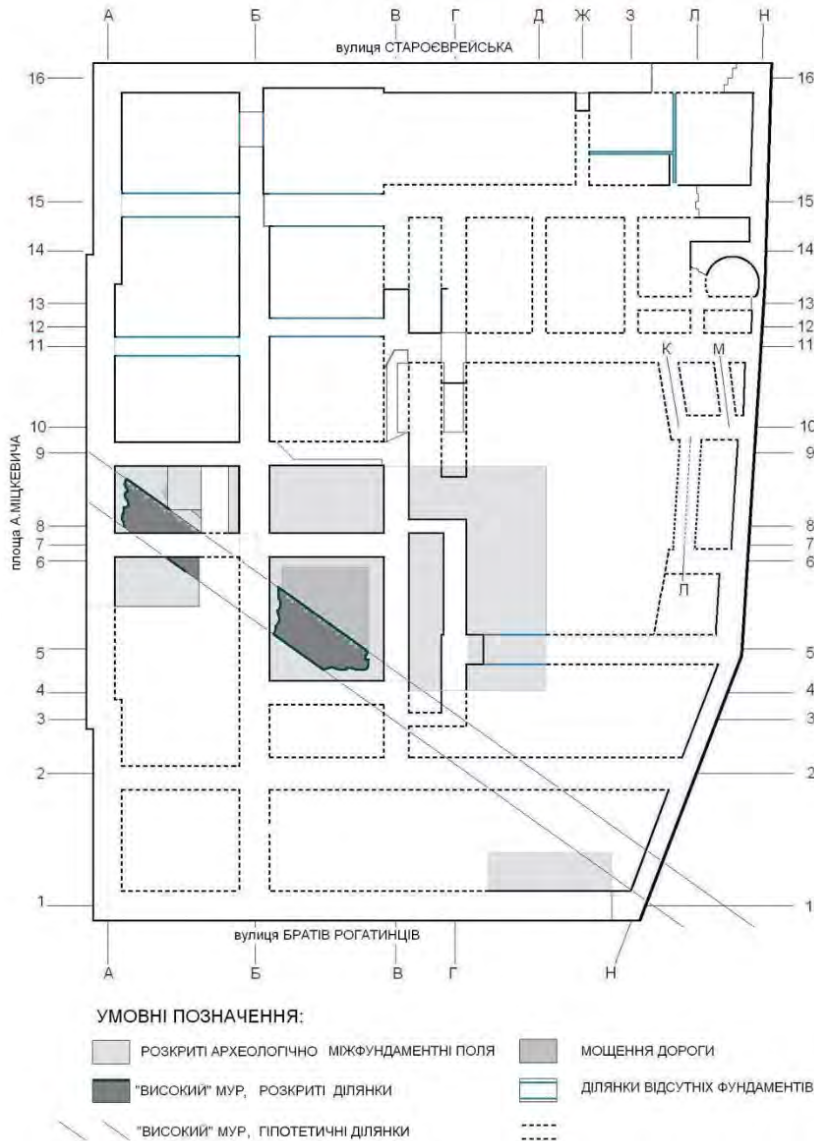 А Б В Г Д Ж З Л Н
вулиця СТАРОЄВРЕЙСЬКА
16 16
15 15
14 14
13 13
12 12
11 11
К М
10 10
9 9
8 8
7 7
6 6
площа А.МІЦКЕВИЧА
Л
5 5
4 4
3 3
2 2
1 1
вулиця БРАТІВ РОГАТИНЦІВ
А Б В Г Н
УМОВНІ ПОЗНАЧЕННЯ:
РОЗКРИТІ АРХЕОЛОГІЧНО МІЖФУНДАМЕНТНІ ПОЛЯ
МОЩЕННЯ ДОРОГИ
"ВИСОКИЙ" МУР, РОЗКРИТІ ДІЛЯНКИ
ДІЛЯНКИ ВІДСУТНІХ ФУНДАМЕНТІВ
"ВИСОКИЙ" МУР, ГІПОТЕТИЧНІ ДІЛЯНКИ